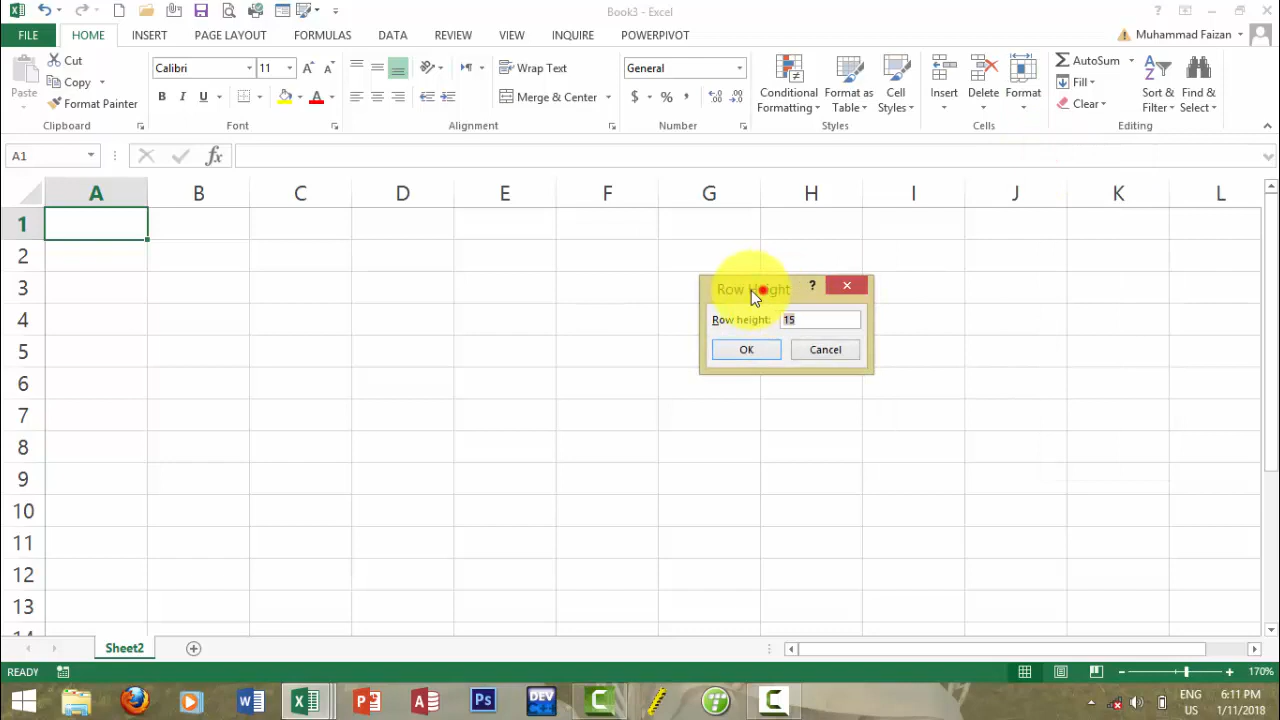 Book3 - Excel
FILE HOME INSERT PAGE LAYOUT FORMULAS DATA REVIEW VIEW INQUIRE POWERPIVOT Muhammad Faizan
Paste Cut Copy Format Painter
Clipboard
Calibri 11
B I U A
Font
Wrap Text
Merge & Center
Alignment
General
$ % ,
Number
Conditional Formatting
Format as Table
Cell Styles
Styles
Insert Delete Format
Cells
AutoSum
Fill
Clear
Sort & Filter
Find & Select
Editing
A1 fx
A B C D E F G H I J K L
1
2
3
4
5
6
7
8
9
10
11
12
13
14
Row Height ?
Row height: 15
OK Cancel
Sheet2
READY 170%
ENG 6:11 PM
US 1/11/2018
DEV